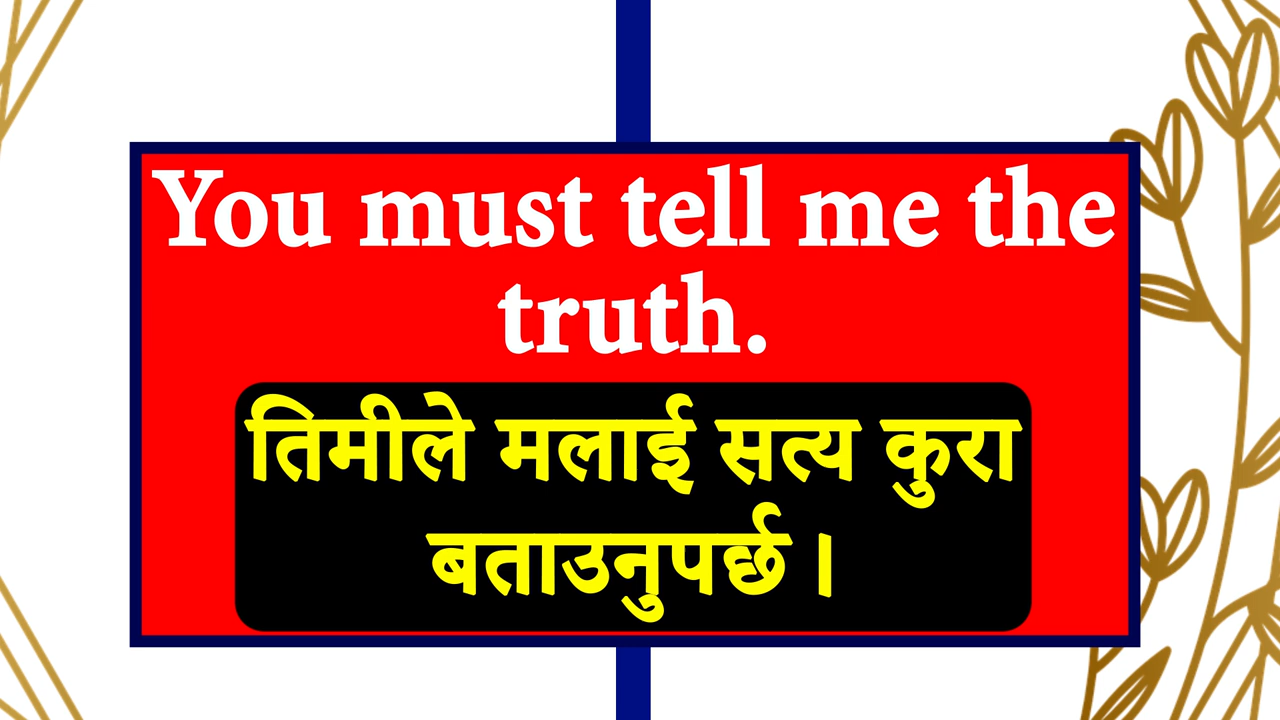 You must tell me the
truth.
तिमीले मलाई सत्य कुरा
बताउनुपर्छ ।